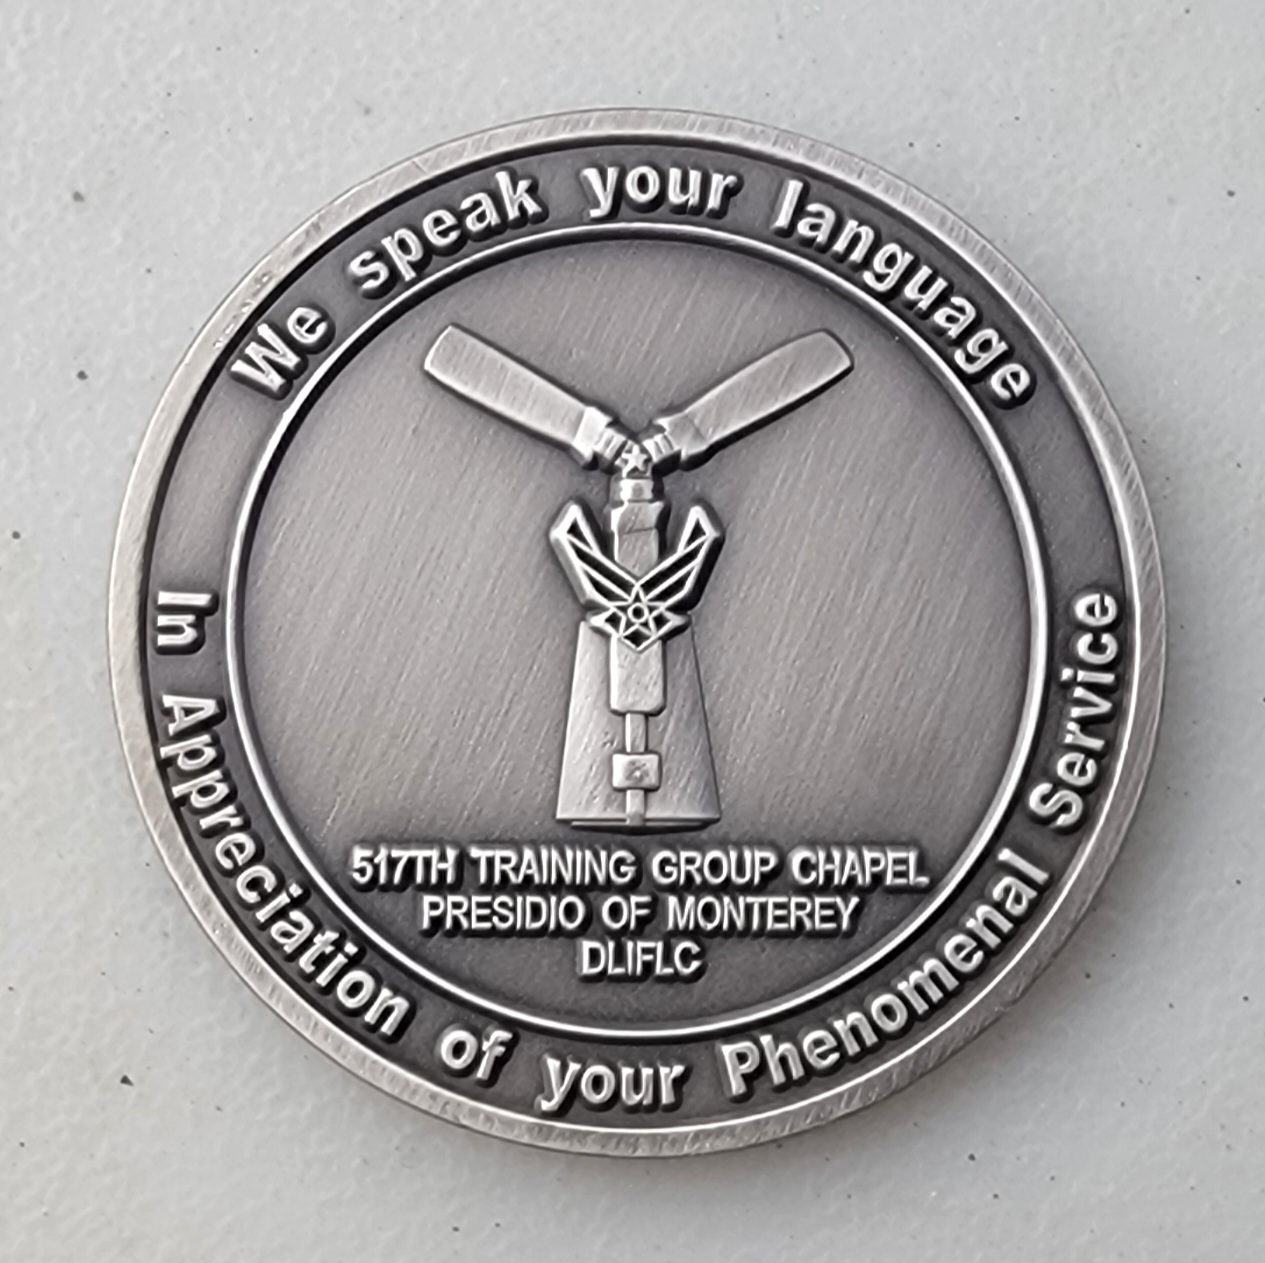 We speak your language
517TH TRAINING GROUP CHAPEL
PRESIDIO OF MONTEREY
DLIFLC
In Appreciation of your Phenomenal Service